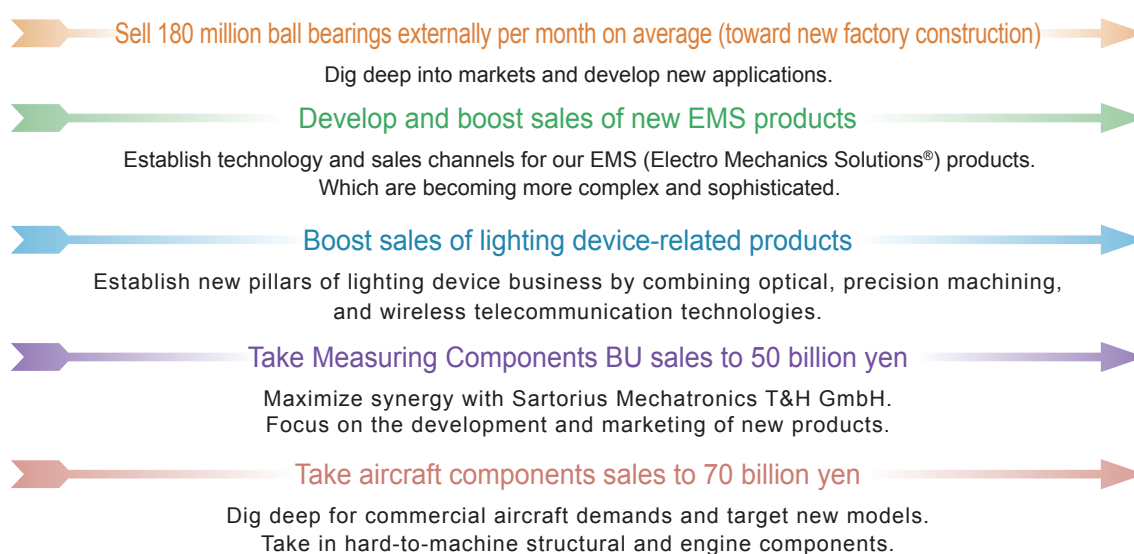 Sell 180 million ball bearings externally per month on average (toward new factory construction)
Dig deep into markets and develop new applications.
Develop and boost sales of new EMS products
Establish technology and sales channels for our EMS (Electro Mechanics Solutions®) products.
Which are becoming more complex and sophisticated.
Boost sales of lighting device-related products
Establish new pillars of lighting device business by combining optical, precision machining,
and wireless telecommunication technologies.
Take Measuring Components BU sales to 50 billion yen
Maximize synergy with Sartorius Mechatronics T&H GmbH.
Focus on the development and marketing of new products.
Take aircraft components sales to 70 billion yen
Dig deep for commercial aircraft demands and target new models.
Take in hard-to-machine structural and engine components.